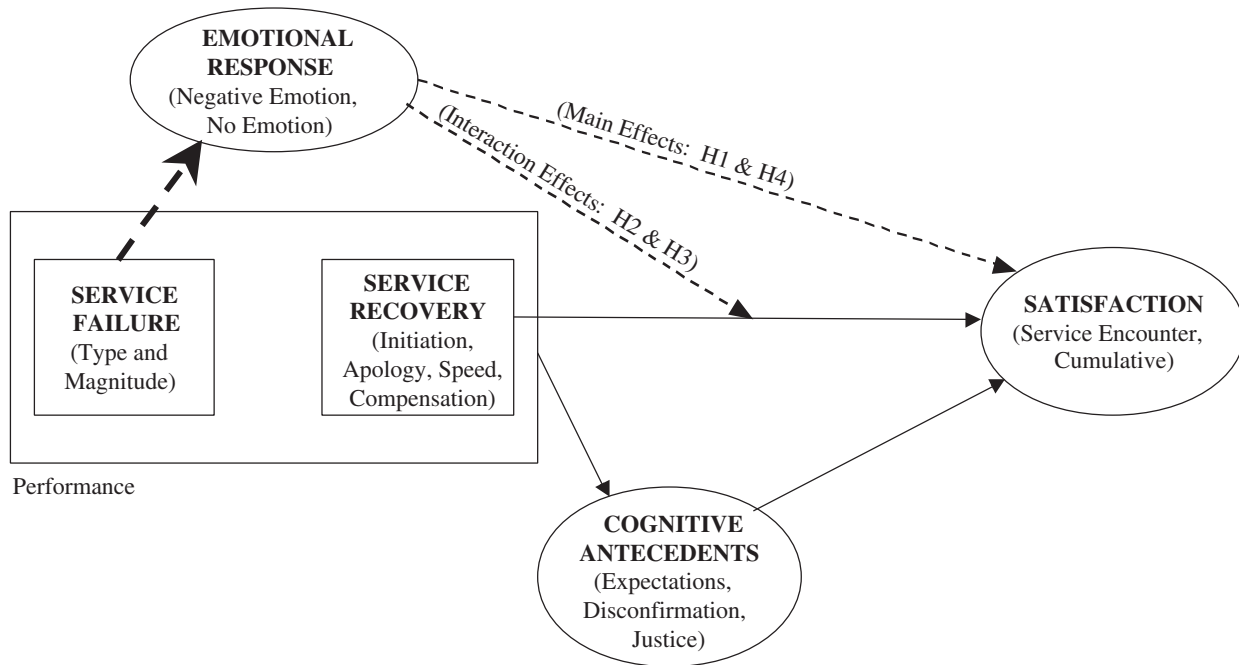 EMOTIONAL
RESPONSE
(Negative Emotion,
No Emotion)
(Main Effects: H1 & H4)
(Interaction Effects: H2 & H3)
SERVICE
FAILURE
(Type and
Magnitude)
SERVICE
RECOVERY
(Initiation,
Apology, Speed,
Compensation)
SATISFACTION
(Service Encounter,
Cumulative)
Performance
COGNITIVE
ANTECEDENTS
(Expectations,
Disconfirmation,
Justice)